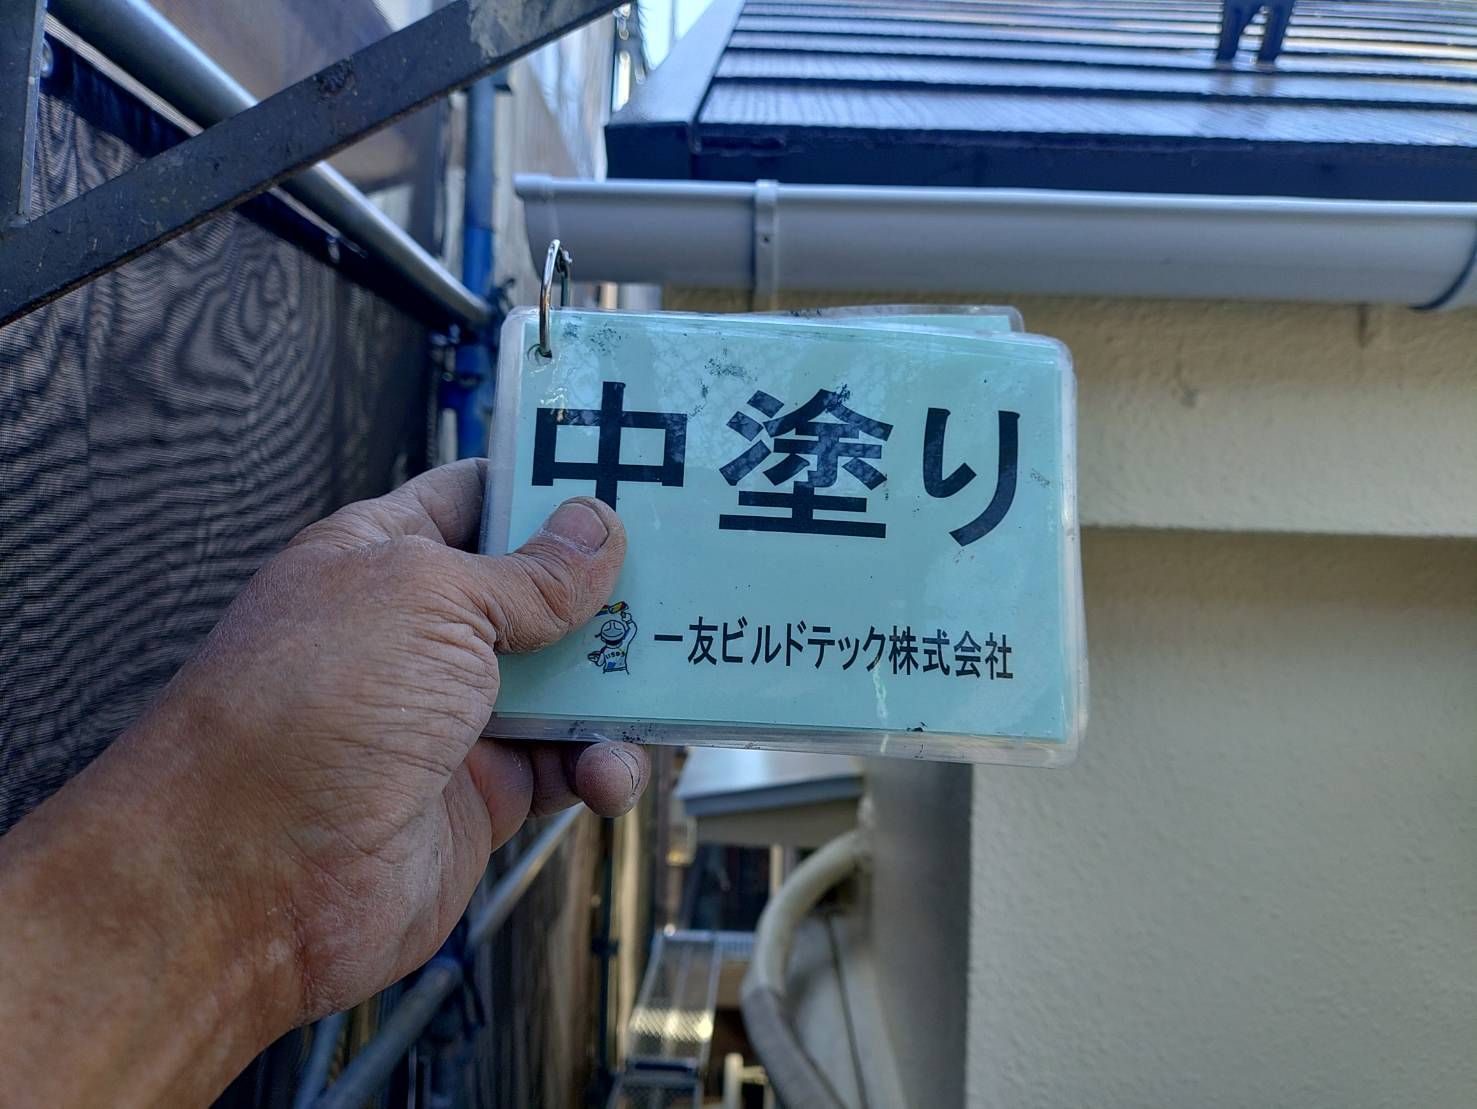 中塗り
一友ビルドテック株式会社